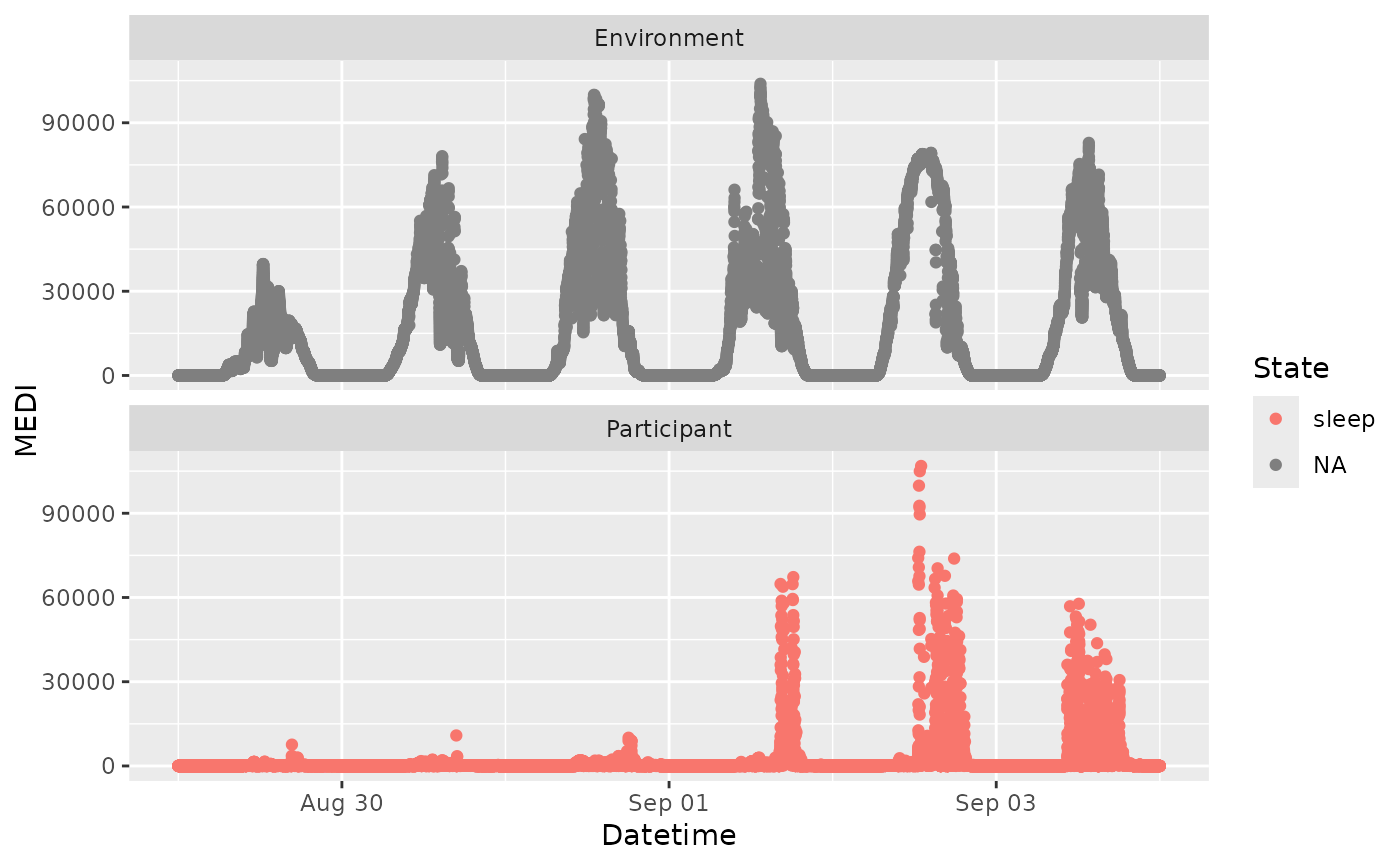 Environment
90000
60000
30000
0
Participant
90000
60000
30000
0
MEDI
Aug 30
Sep 01
Sep 03
Datetime
State
sleep
NA